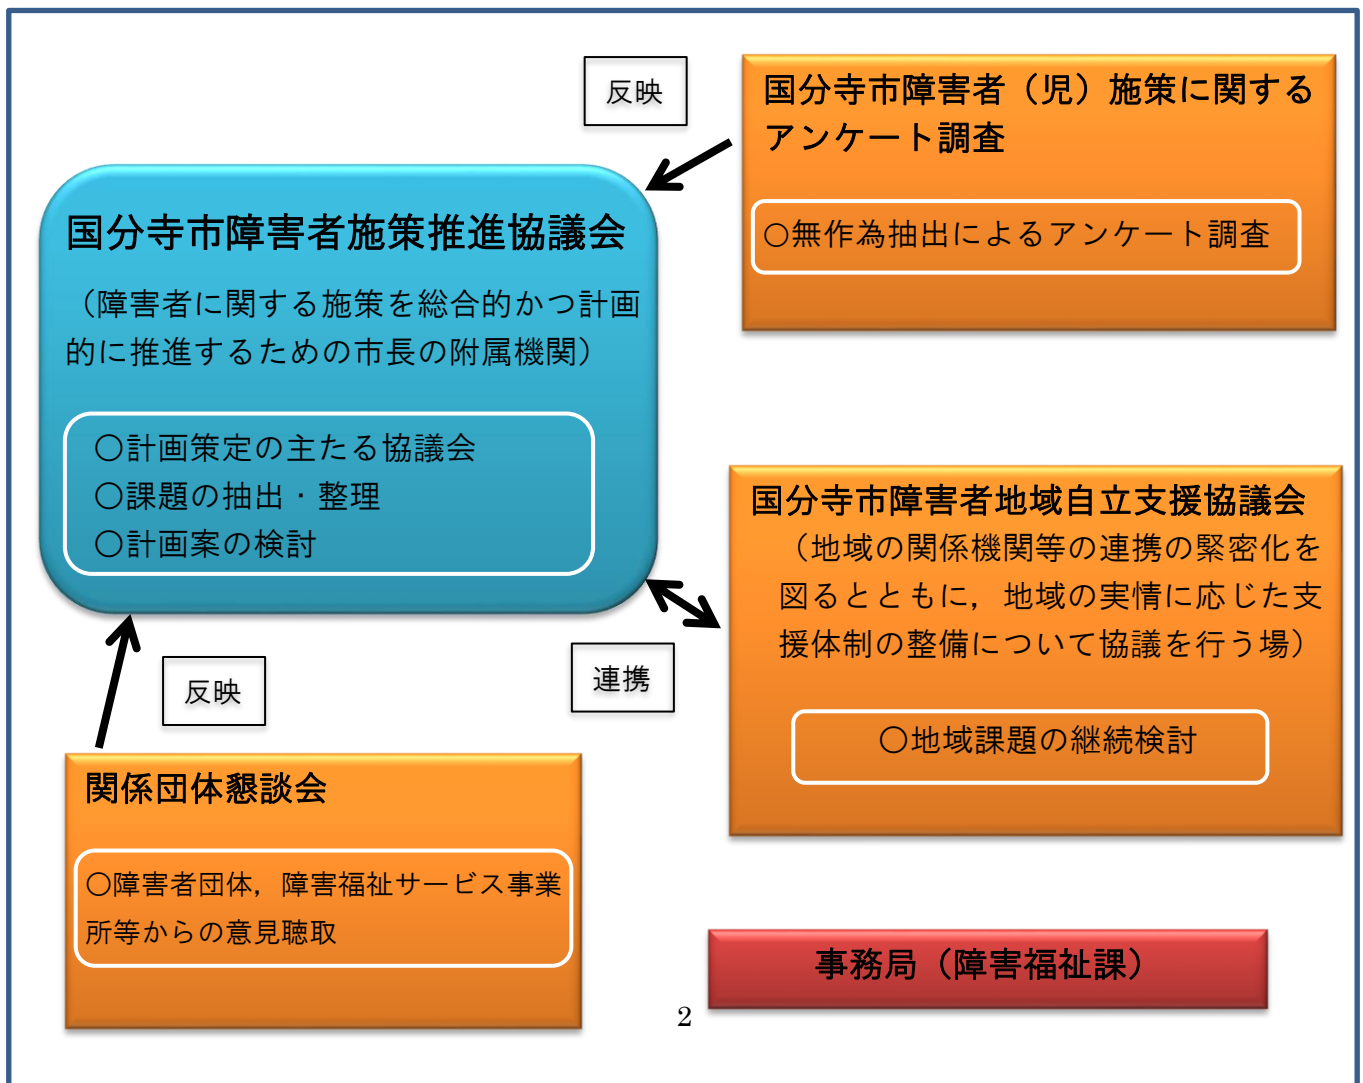 反映
国分寺市障害者（児）施策に関する
アンケート調査
○無作為抽出によるアンケート調査
国分寺市障害者施策推進協議会
（障害者に関する施策を総合的かつ計画
的に推進するための市長の附属機関）
○計画策定の主たる協議会
○課題の抽出・整理
○計画案の検討
国分寺市障害者地域自立支援協議会
（地域の関係機関等の連携の緊密化を
図るとともに，地域の実情に応じた支
援体制の整備について協議を行う場）
○地域課題の継続検討
連携
反映
関係団体懇談会
○障害者団体，障害福祉サービス事業
所等からの意見聴取
事務局（障害福祉課）
2